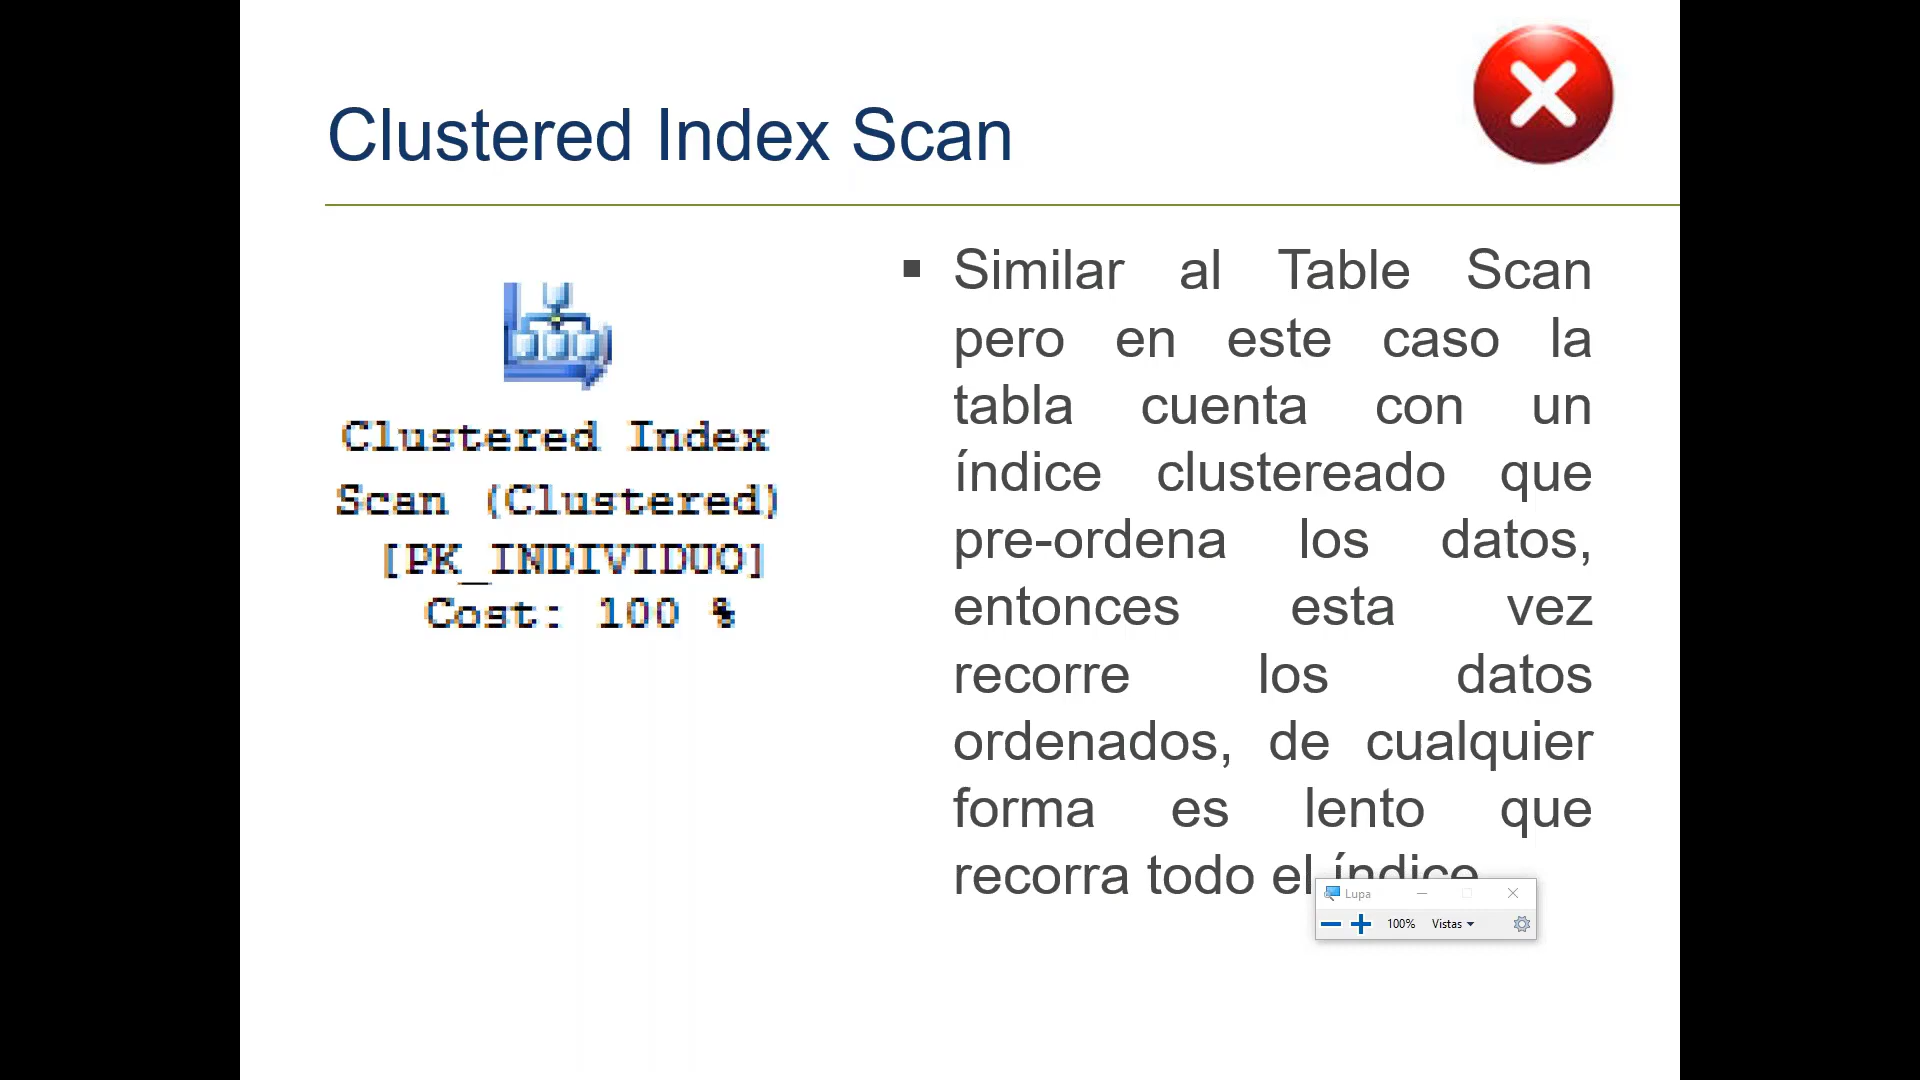 Clustered Index Scan
Clustered Index
Scan (Clustered)
[PK_INDIVIDUO]
Cost: 100 %
▪ Similar al Table Scan
pero en este caso la
tabla cuenta con un
índice clustereado que
pre-ordena los datos,
entonces esta vez
recorre los datos
ordenados, de cualquier
forma es lento que
recorra todo el índice
Lupa
100% Vistas